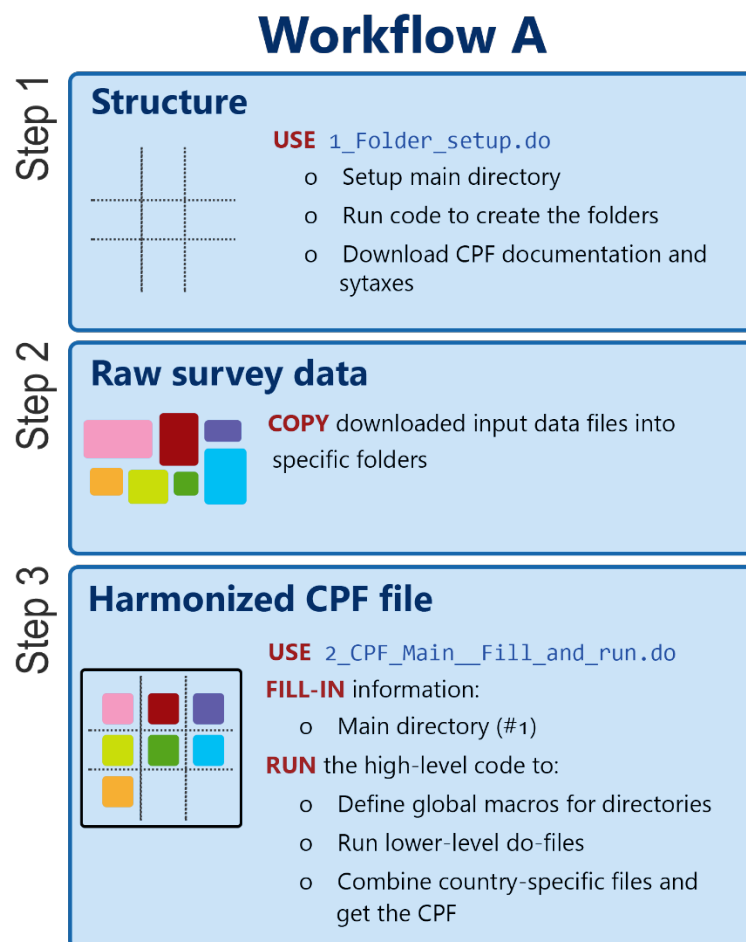 Workflow A
Step 1
Structure
USE 1_Folder_setup.do
o Setup main directory
o Run code to create the folders
o Download CPF documentation and
sytaxes
Step 2
Raw survey data
COPY downloaded input data files into
specific folders
Step 3
Harmonized CPF file
USE 2_CPF_Main__Fill_and_run.do
FILL-IN information:
o Main directory (#1)
RUN the high-level code to:
o Define global macros for directories
o Run lower-level do-files
o Combine country-specific files and
get the CPF